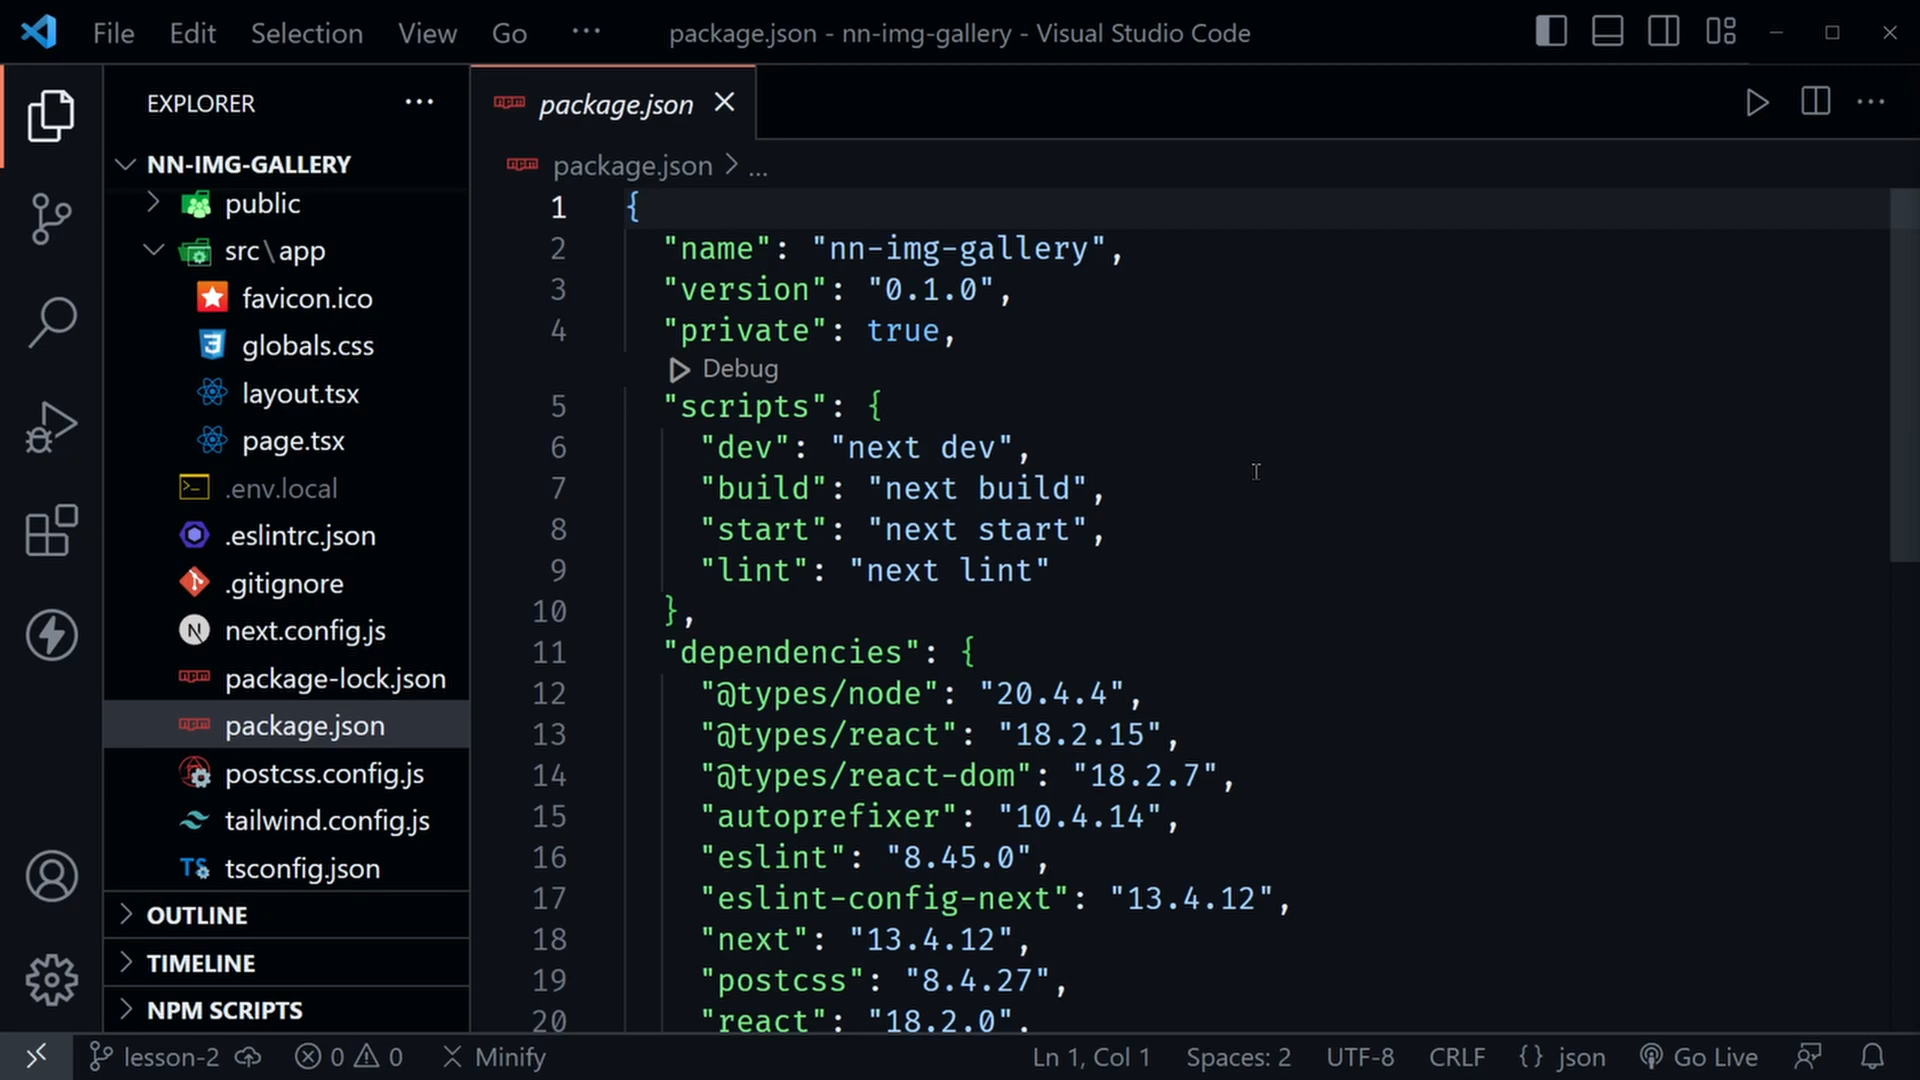 File Edit Selection View Go ··· package.json - nn-img-gallery - Visual Studio Code
EXPLORER ···
NN-IMG-GALLERY
public
src\app
favicon.ico
globals.css
layout.tsx
page.tsx
.env.local
.eslintrc.json
.gitignore
next.config.js
package-lock.json
package.json
postcss.config.js
tailwind.config.js
tsconfig.json
OUTLINE
TIMELINE
NPM SCRIPTS
npm package.json
npm package.json > ...
1 {
2 "name": "nn-img-gallery",
3 "version": "0.1.0",
4 "private": true,
Debug
5 "scripts": {
6 "dev": "next dev",
7 "build": "next build",
8 "start": "next start",
9 "lint": "next lint"
10 },
11 "dependencies": {
12 "@types/node": "20.4.4",
13 "@types/react": "18.2.15",
14 "@types/react-dom": "18.2.7",
15 "autoprefixer": "10.4.14",
16 "eslint": "8.45.0",
17 "eslint-config-next": "13.4.12",
18 "next": "13.4.12",
19 "postcss": "8.4.27",
20 "react": "18.2.0",
lesson-2 0 0 Minify Ln 1, Col 1 Spaces: 2 UTF-8 CRLF {} json Go Live